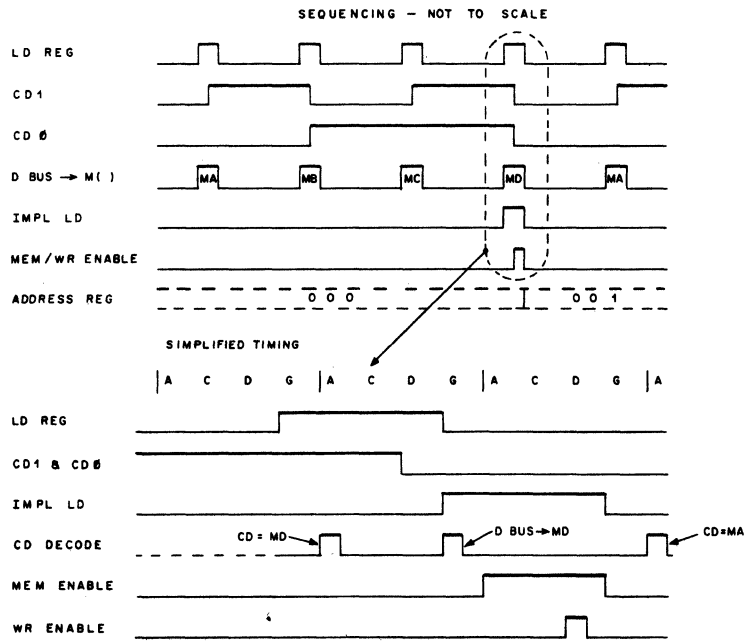 SEQUENCING – NOT TO SCALE
LD REG
CD1
CD Ø
D BUS → M( ) MA MB MC MD MA
IMPL LD
MEM/WR ENABLE
ADDRESS REG 0 0 0 0 0 1
SIMPLIFIED TIMING
A C D G A C D G A C D G A
LD REG
CD1 & CDØ
IMPL LD
CD DECODE CD = MD D BUS→MD CD=MA
MEM ENABLE
WR ENABLE